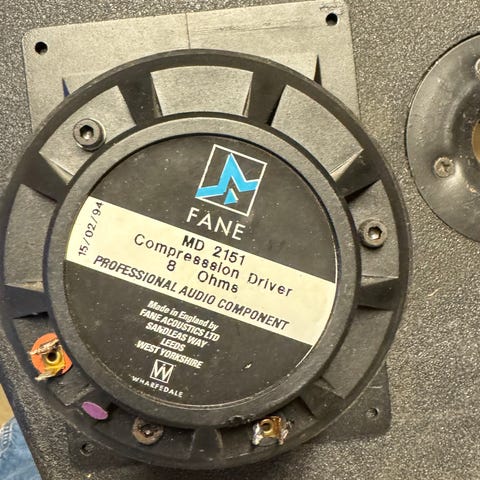 FANE
15/02/94
MD 2151
Compresssion Driver
8 Ohms
PROFESSIONAL AUDIO COMPONENT
Made in England by
FANE ACOUSTICS LTD
SANDLEAS WAY
LEEDS
WEST YORKSHIRE
W
WHARFEDALE